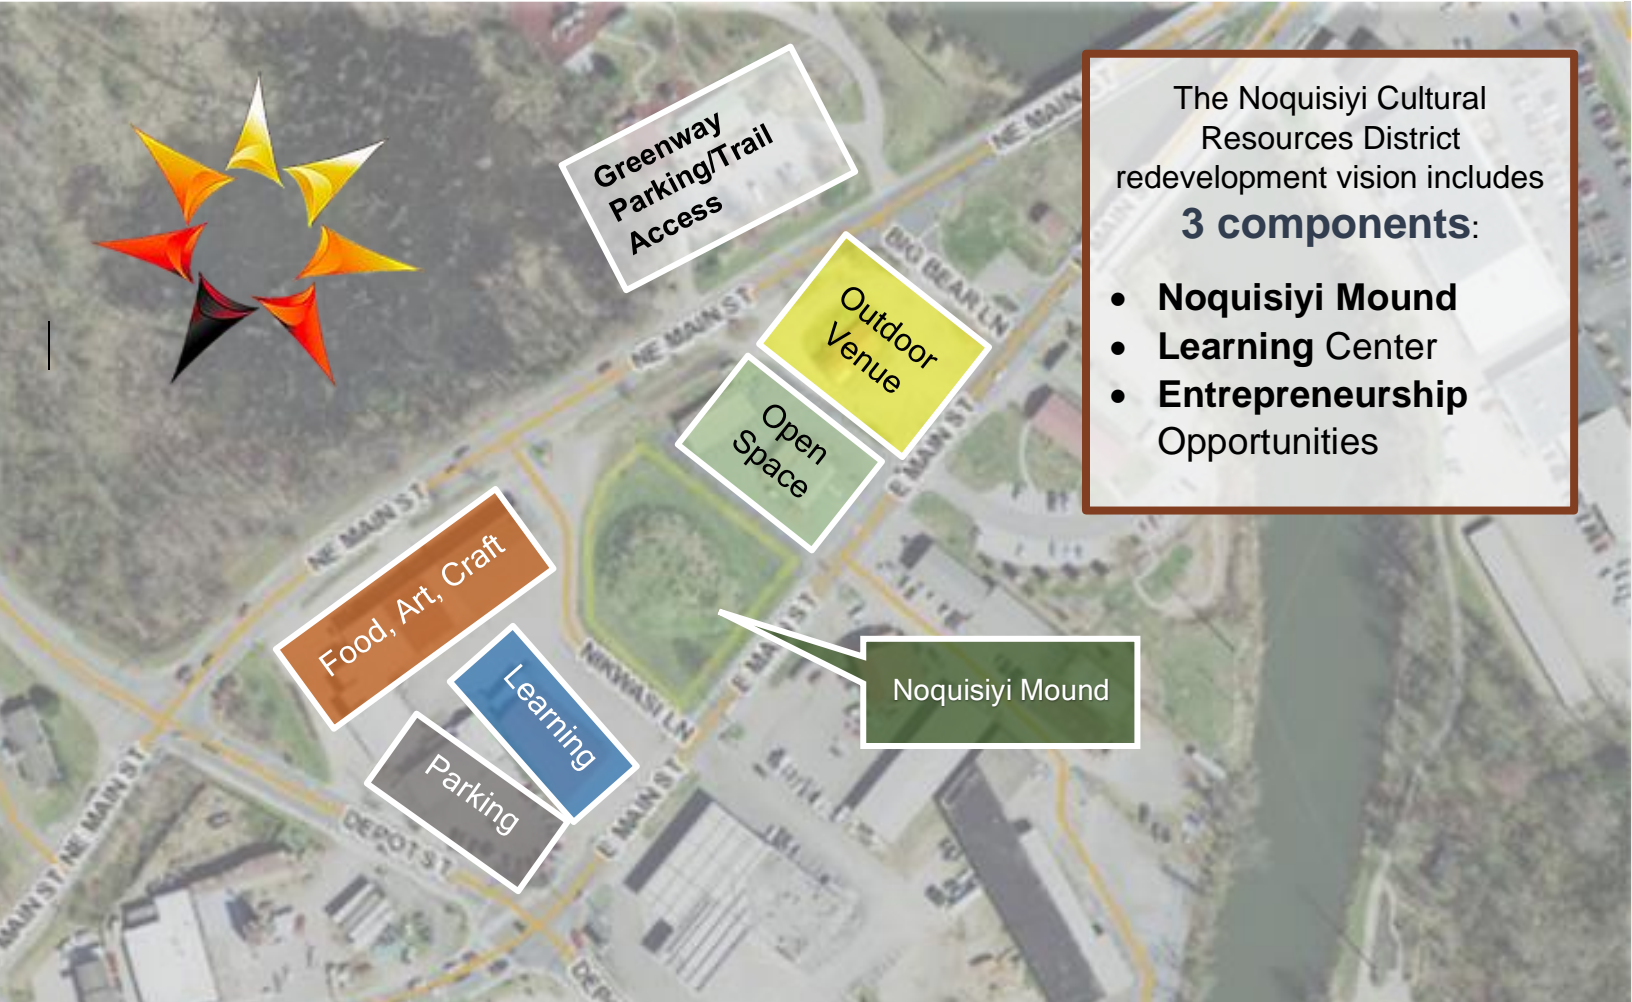 Greenway
Parking/Trail
Access
NE MAIN ST
The Noquisiyi Cultural
Resources District
redevelopment vision includes
3 components:
• Noquisiyi Mound
• Learning Center
• Entrepreneurship
Opportunities
BIG BEAR LN
Outdoor
Venue
NE MAIN ST
Open
Space
E MAIN ST
NE MAIN ST
Food, Art, Craft
E MAIN ST
NIKWASI LN
Noquisiyi Mound
Learning
Parking
NE MAIN ST
DEPOT ST
E MAIN ST
MAIN ST